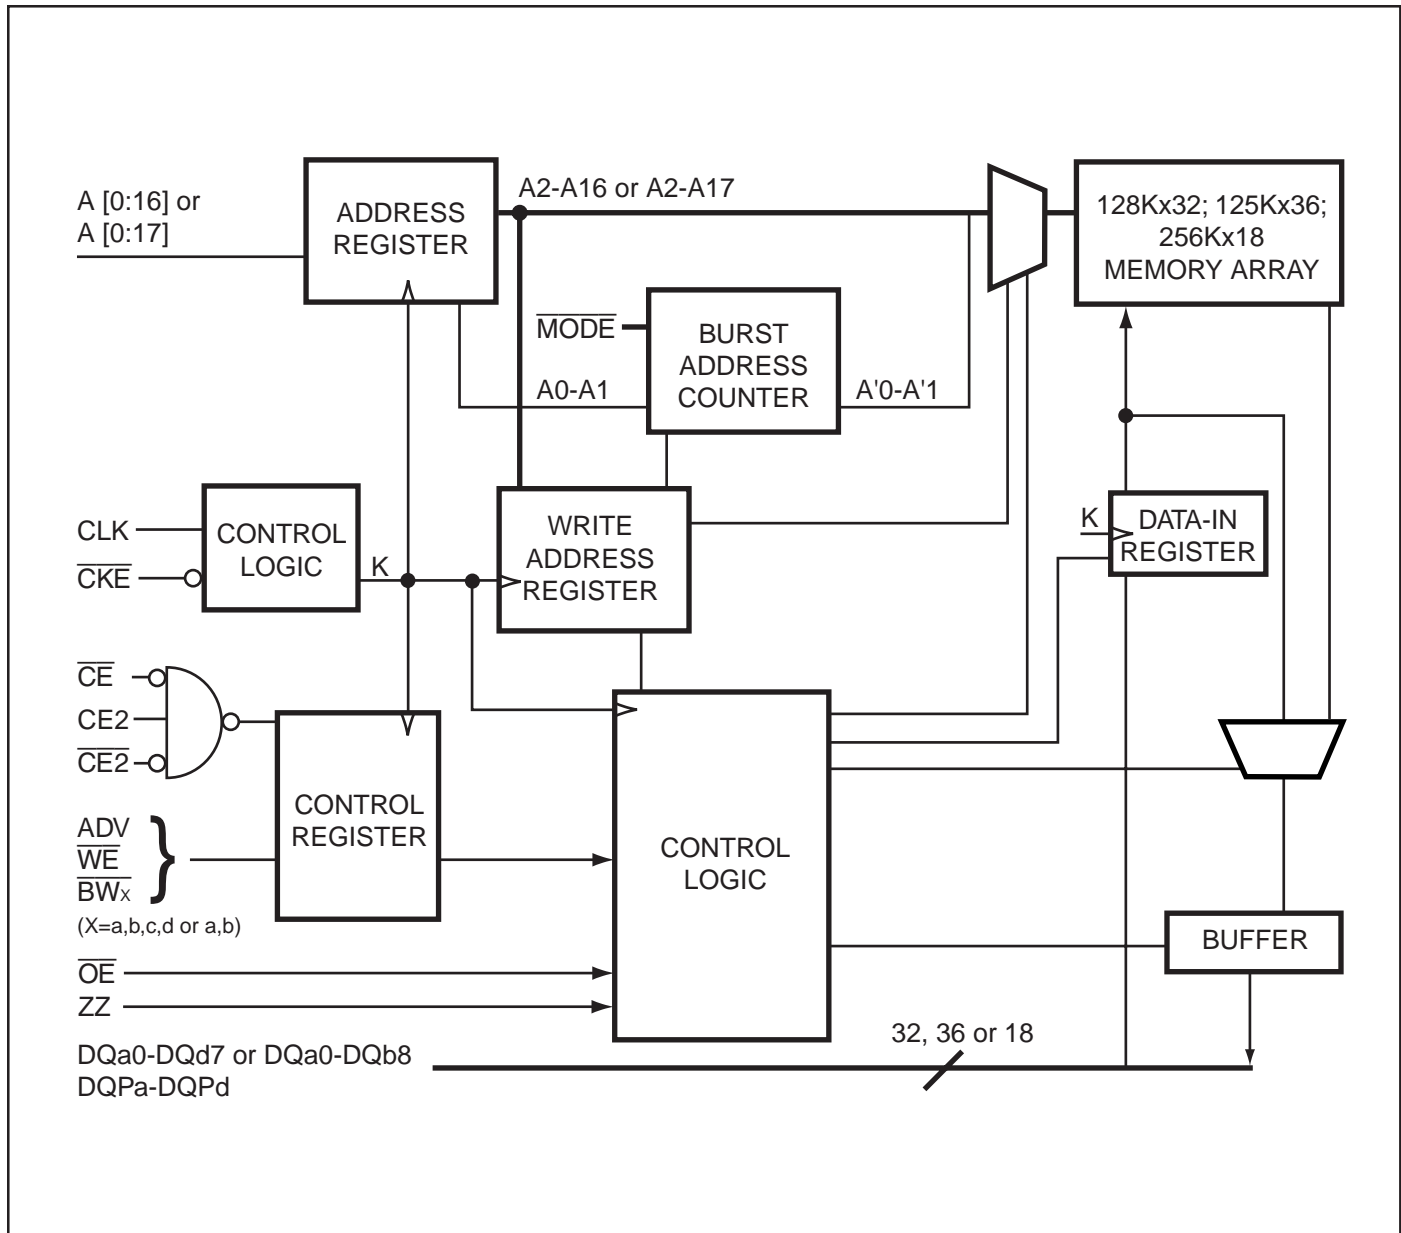 A [0:16] or
A [0:17]
ADDRESS
REGISTER
A2-A16 or A2-A17
128Kx32; 125Kx36;
256Kx18
MEMORY ARRAY
MODE
BURST
ADDRESS
COUNTER
A0-A1
A'0-A'1
CLK
CKE
CONTROL
LOGIC
K
WRITE
ADDRESS
REGISTER
K
DATA-IN
REGISTER
CE
CE2
CE2
CONTROL
REGISTER
ADV
WE
BWX
(X=a,b,c,d or a,b)
CONTROL
LOGIC
BUFFER
OE
ZZ
32, 36 or 18
DQa0-DQd7 or DQa0-DQb8
DQPa-DQPd